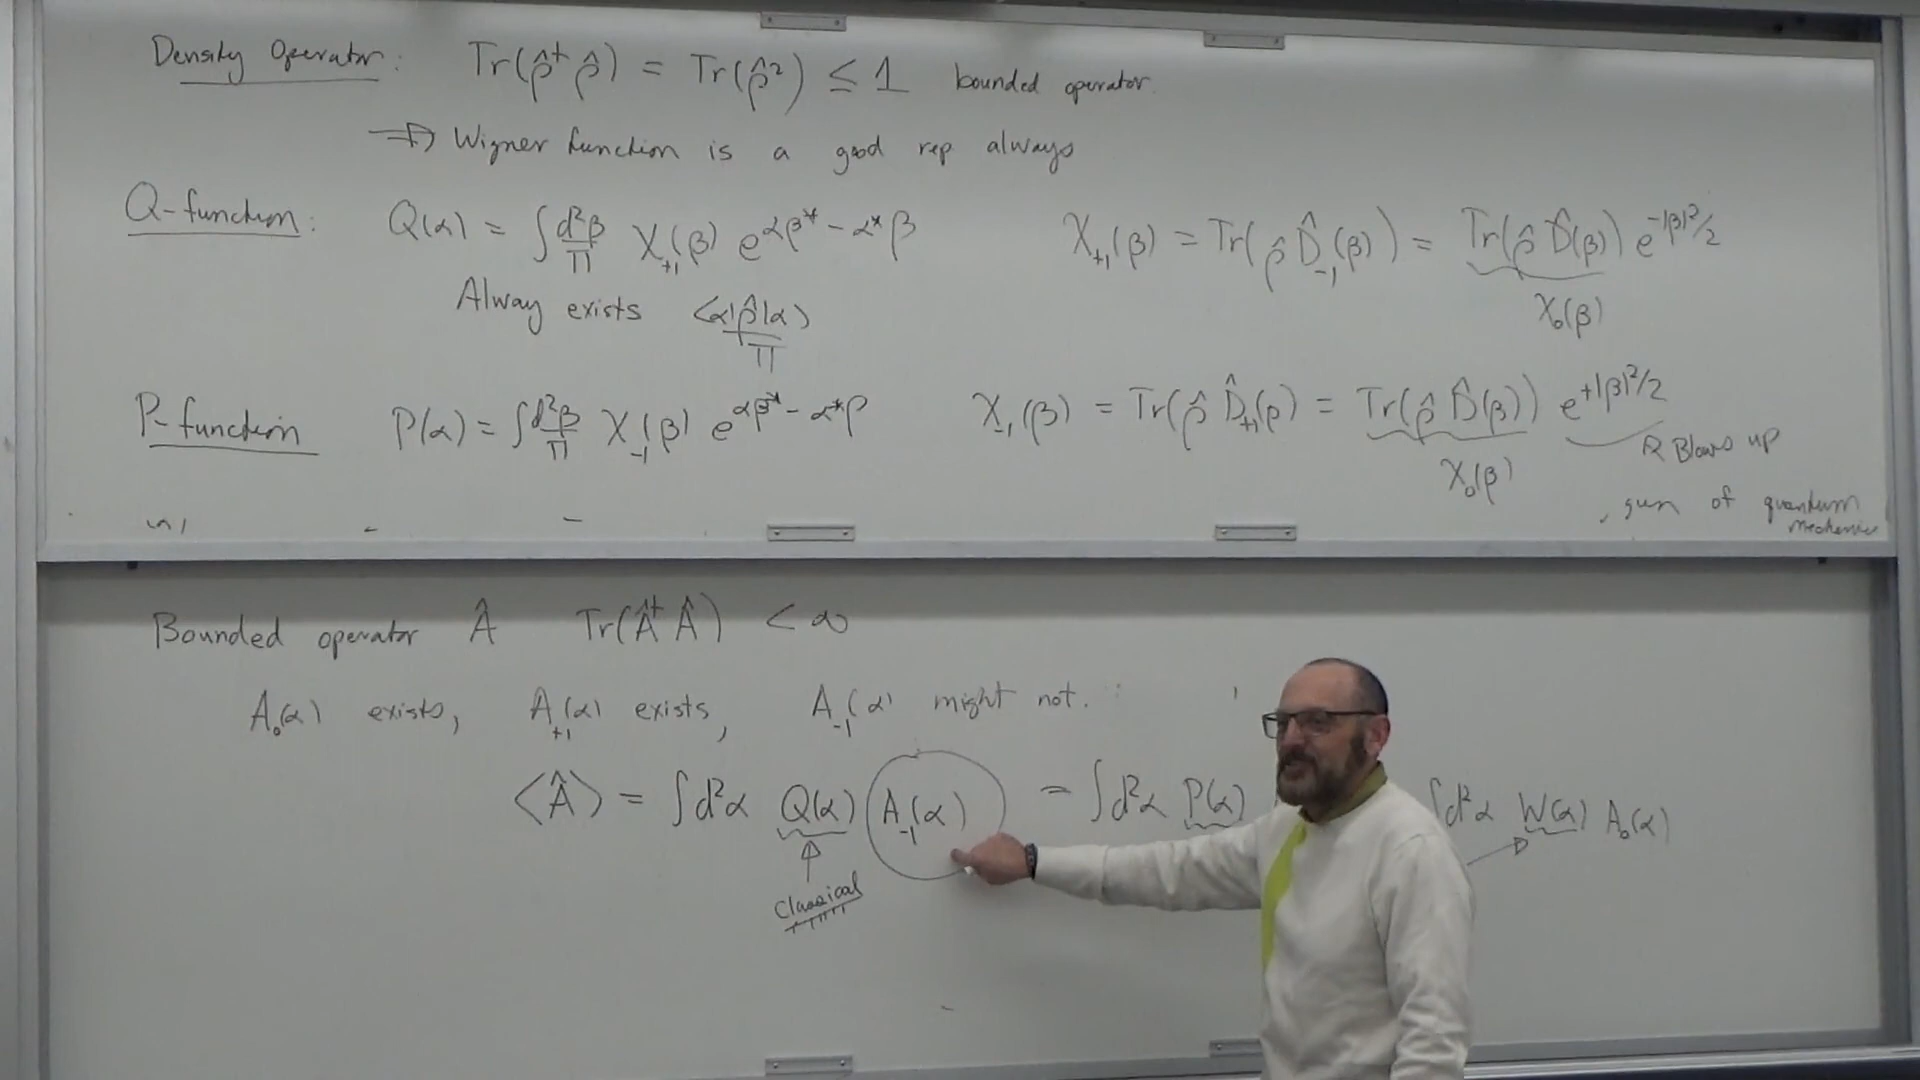 Density Operator: Tr(ρ̂† ρ̂) = Tr(ρ̂²) ≤ 1 bounded operator.
⇒ Wigner function is a good rep always
Q-function: Q(α) = ∫ d²β/π χ₊₁(β) e^{αβ* - α*β} χ₊₁(β) = Tr(ρ̂ D̂₋₁(β)) = Tr(ρ̂ D̂(β)) e^{-|β|²/2}
Alway exists ⟨α|ρ̂|α⟩/π χ₀(β)
P-function P(α) = ∫ d²β/π χ₋₁(β) e^{αβ* - α*β} χ₋₁(β) = Tr(ρ̂ D̂₊₁(β)) = Tr(ρ̂ D̂(β)) e^{+|β|²/2}
χ₀(β) Blows up
of quantum mechanics
Bounded operator Â Tr(Â† Â) < ∞
A₀(α) exists, A₊₁(α) exists, A₋₁(α) might not.
⟨Â⟩ = ∫d²α Q(α) A₋₁(α) = ∫d²α P(α) ∫d²α W(α) A₀(α)
Classical